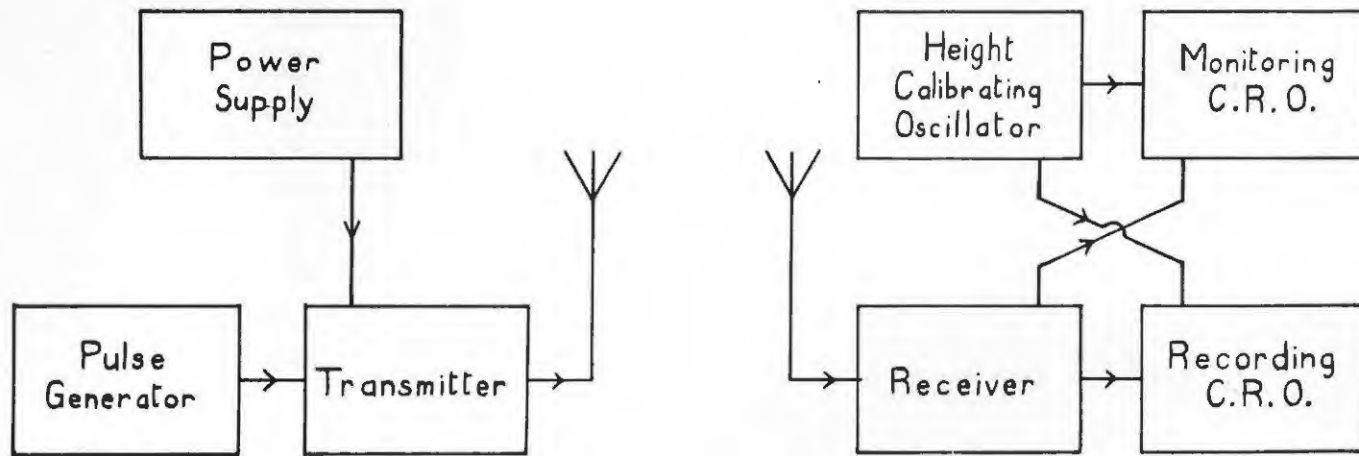 Power
Supply
Height
Calibrating
Oscillator
Monitoring
C.R.O.
Pulse
Generator
Transmitter
Receiver
Recording
C.R.O.